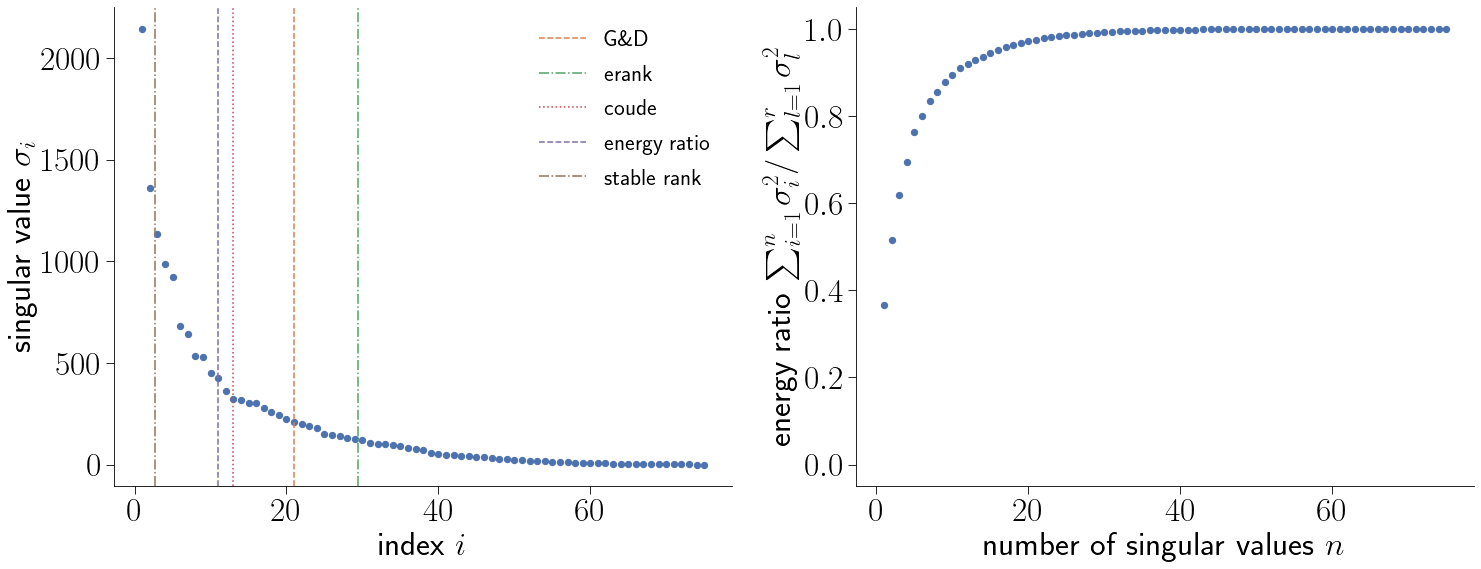 2000
1500
1000
500
0
singular value σ_i
0 20 40 60
index i
G&D
erank
coude
energy ratio
stable rank
1.0
0.8
0.6
0.4
0.2
0.0
energy ratio ∑_{i=1}^{n} σ_i^2 / ∑_{l=1}^{r} σ_l^2
0 20 40 60
number of singular values n